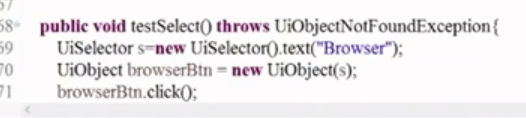 58 public void testSelect() throws UiObjectNotFoundException{
59 UiSelector s=new UiSelector().text("Browser");
70 UiObject browserBtn = new UiObject(s);
71 browserBtn.click();